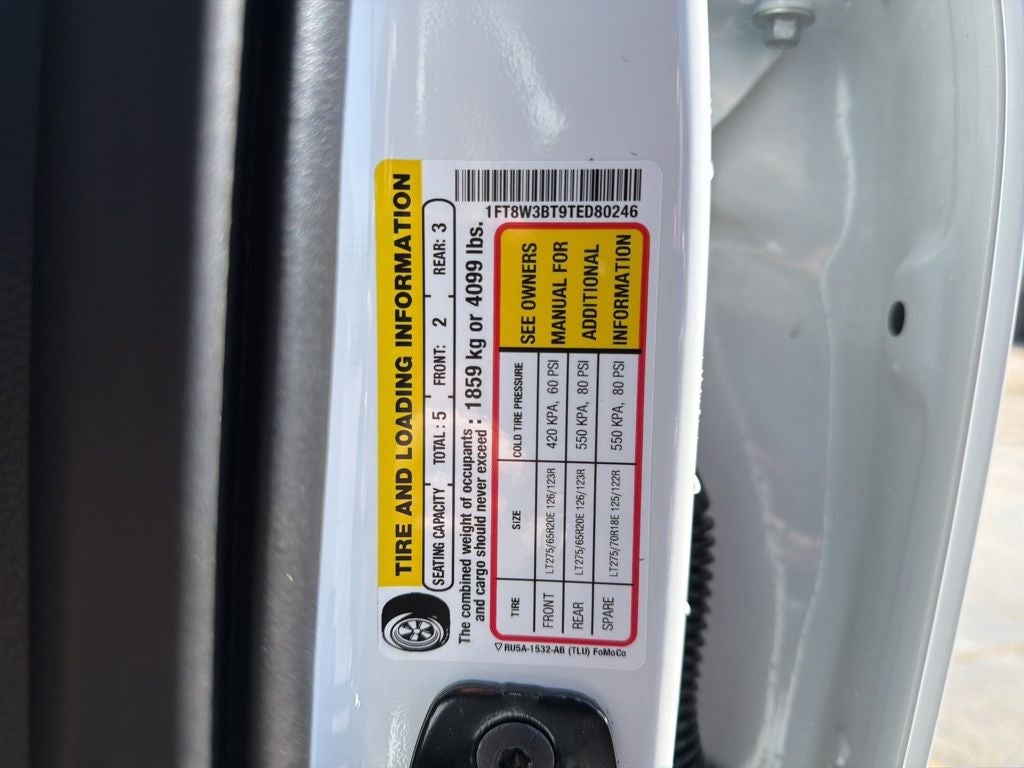 1FT8W3BT9TED80246
TIRE AND LOADING INFORMATION
SEATING CAPACITY TOTAL : 5 FRONT: 2 REAR: 3
The combined weight of occupants
and cargo should never exceed : 1859 kg or 4099 lbs.
TIRE SIZE COLD TIRE PRESSURE
FRONT LT275/65R20E 126/123R 420 KPA, 60 PSI
REAR LT275/65R20E 126/123R 550 KPA, 80 PSI
SPARE LT275/70R18E 125/122R 550 KPA, 80 PSI
SEE OWNERS
MANUAL FOR
ADDITIONAL
INFORMATION
RU5A-1532-AB (TLU) FoMoCo